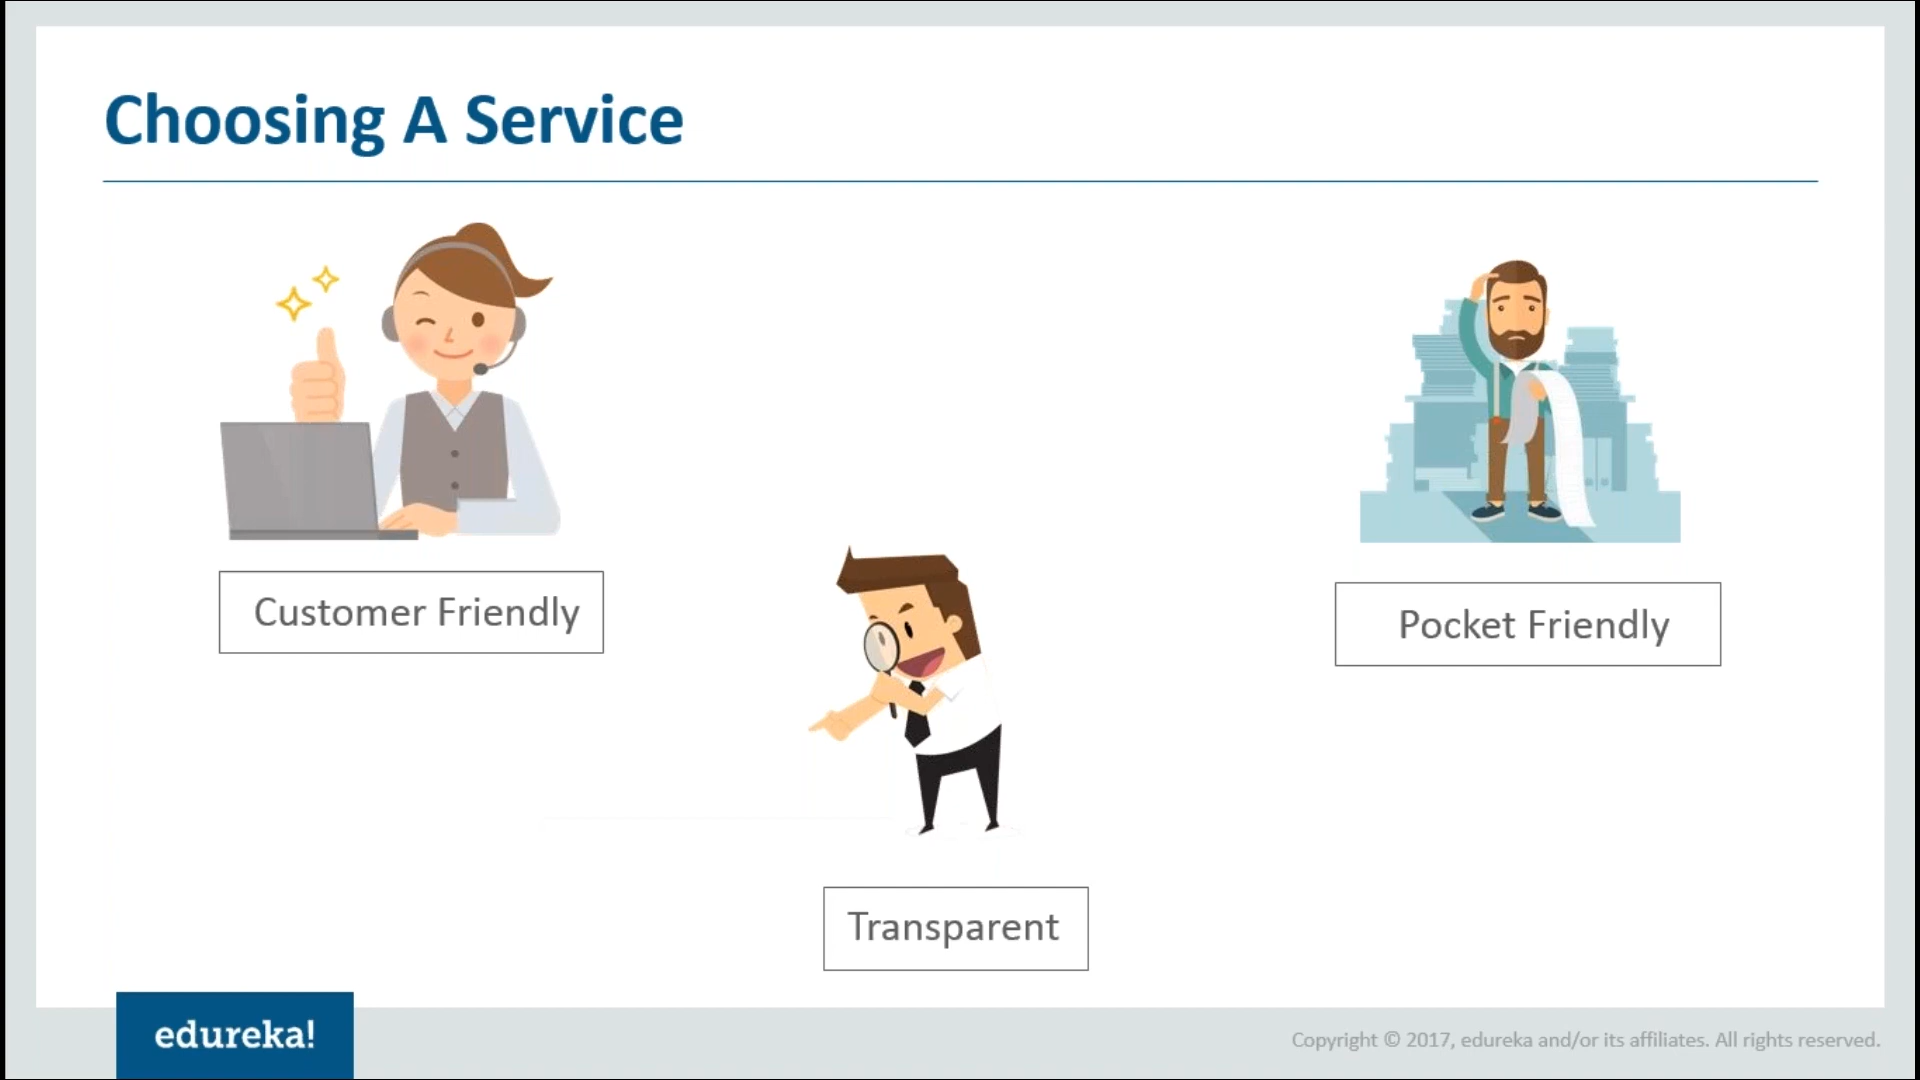 Choosing A Service
Customer Friendly
Pocket Friendly
Transparent
edureka!
Copyright © 2017, edureka and/or its affiliates. All rights reserved.